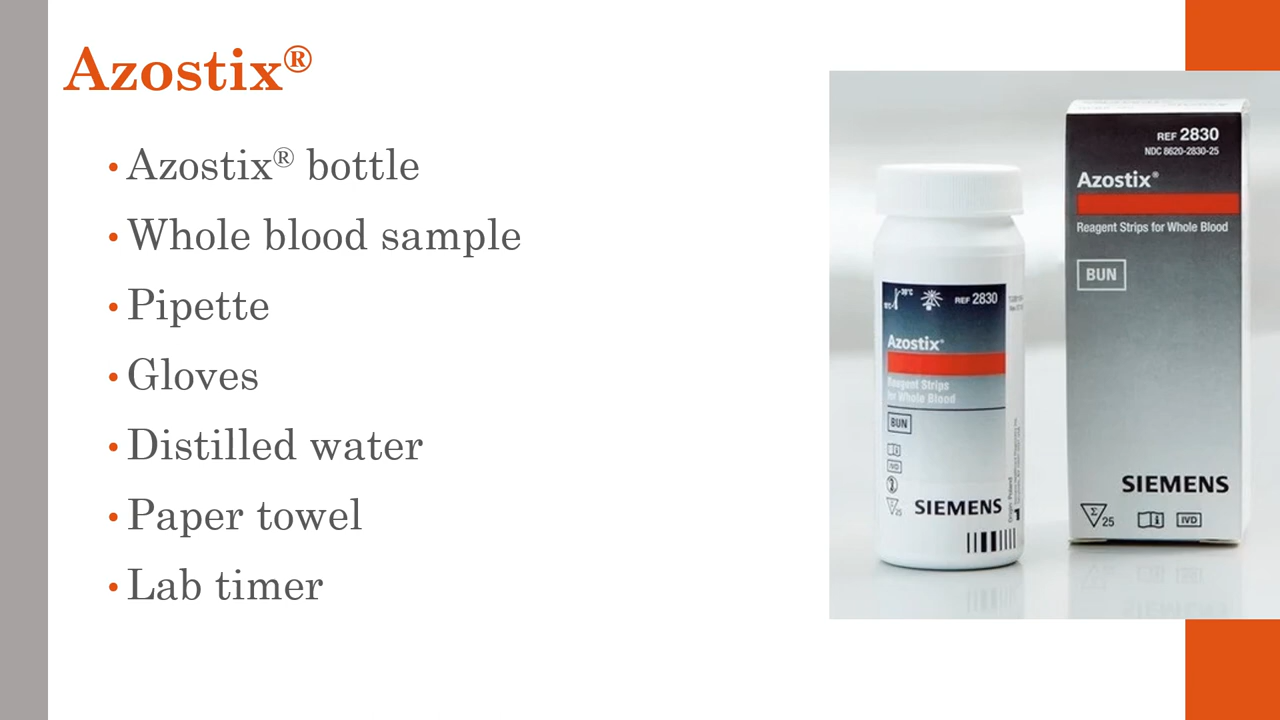 Azostix®
• Azostix® bottle
• Whole blood sample
• Pipette
• Gloves
• Distilled water
• Paper towel
• Lab timer
REF 2830
NDC 8620-2830-25
Azostix®
Reagent Strips for Whole Blood
BUN
SIEMENS
25
IVD
REF 2830
Azostix®
Reagent Strips
for Whole Blood
BUN
IVD
25
SIEMENS